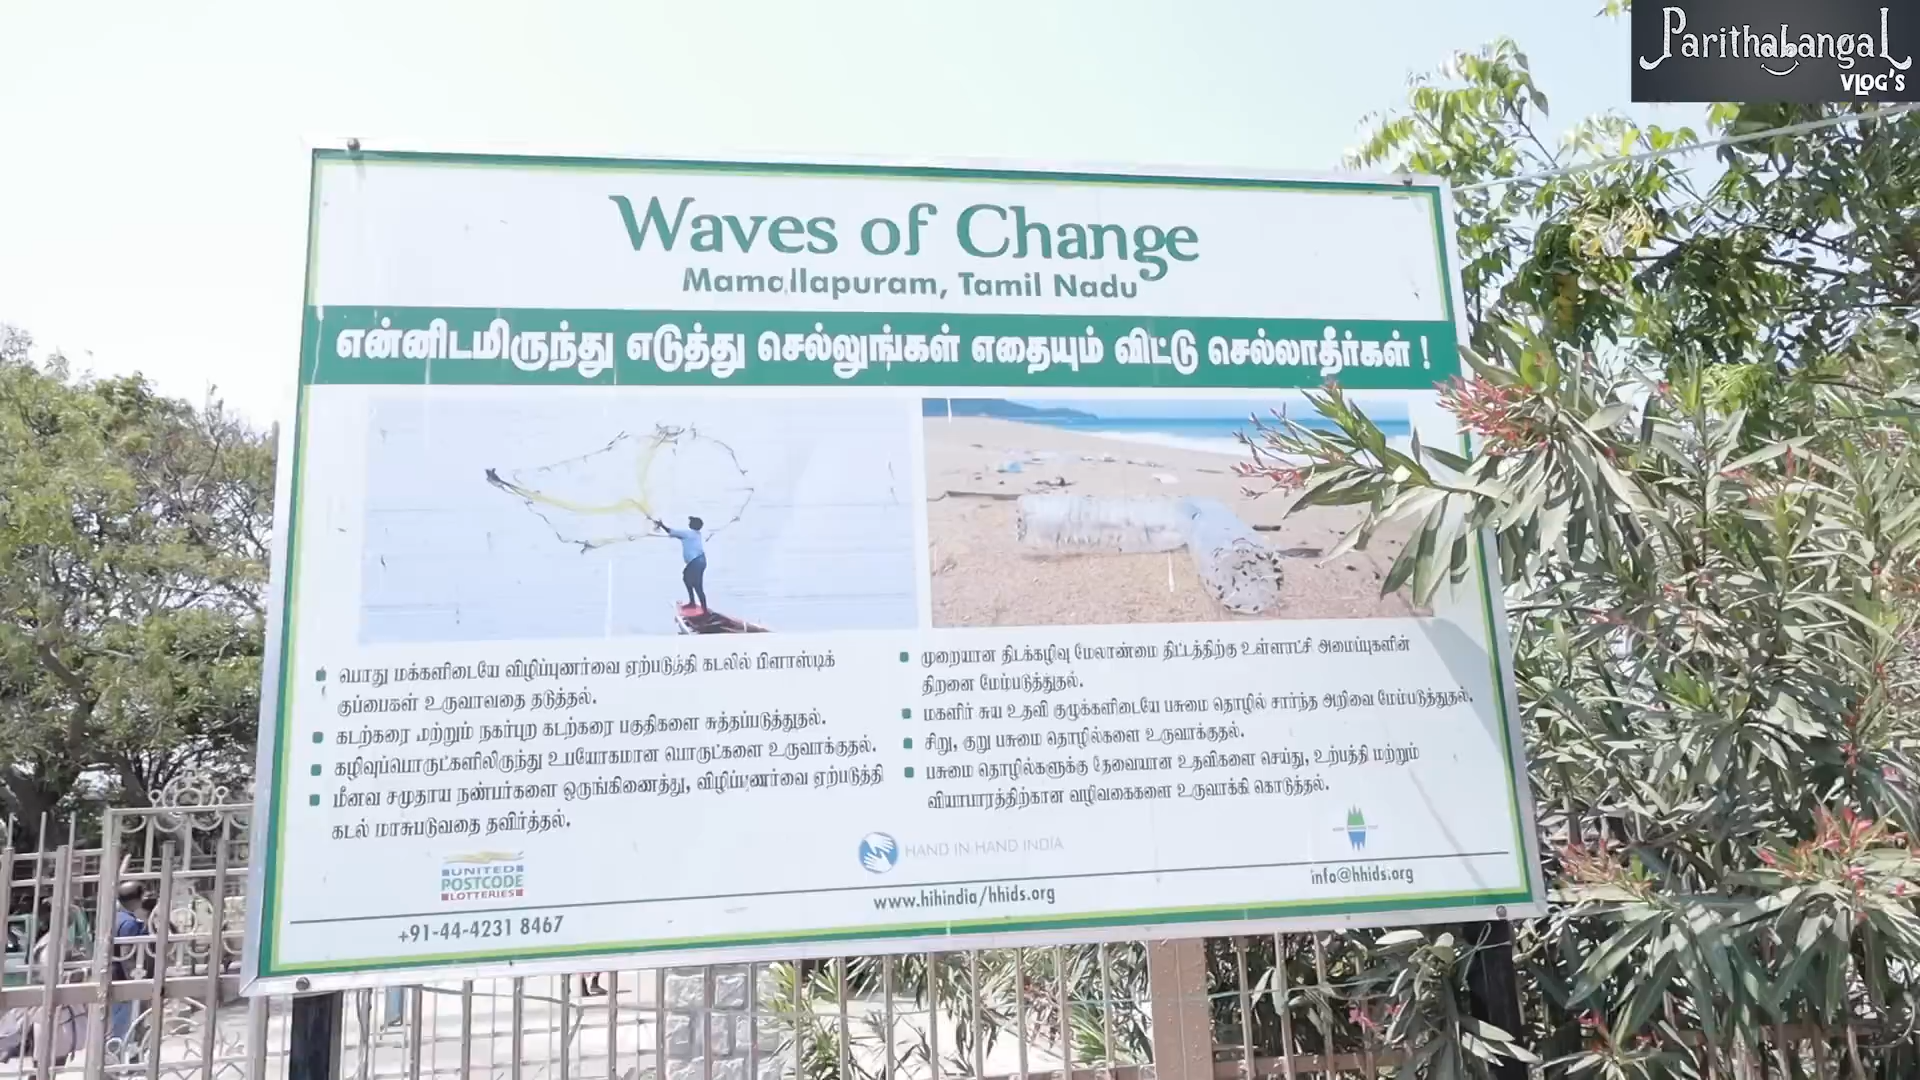 Parithabangal
VLOG'S
Waves of Change
Mamallapuram, Tamil Nadu
என்னிடமிருந்து எடுத்து செல்லுங்கள் எதையும் விட்டு செல்லாதீர்கள் !
பொது மக்களிடையே விழிப்புணர்வை ஏற்படுத்தி கடலில் பிளாஸ்டிக்
குப்பைகள் உருவாவதை தடுத்தல்.
கடற்கரை மற்றும் நகர்புற கடற்கரை பகுதிகளை சுத்தப்படுத்துதல்.
கழிவுப்பொருட்களிலிருந்து உபயோகமான பொருட்களை உருவாக்குதல்.
மீனவ சமுதாய நண்பர்களை ஒருங்கிணைத்து, விழிப்புணர்வை ஏற்படுத்தி
கடல் மாசுபடுவதை தவிர்த்தல்.
முறையான திடக்கழிவு மேலாண்மை திட்டத்திற்கு உள்ளாட்சி அமைப்புகளின்
திறனை மேம்படுத்துதல்.
மகளிர் சுய உதவி குழுக்களிடையே பசுமை தொழில் சார்ந்த அறிவை மேம்படுத்துதல்.
சிறு, குறு பசுமை தொழில்களை உருவாக்குதல்.
பசுமை தொழில்களுக்கு தேவையான உதவிகளை செய்து, உற்பத்தி மற்றும்
வியாபாரத்திற்கான வழிவகைகளை உருவாக்கி கொடுத்தல்.
UNITED
POSTCODE
LOTTERIES
HAND IN HAND INDIA
+91-44-4231 8467
www.hihindia/hhids.org
info@hhids.org